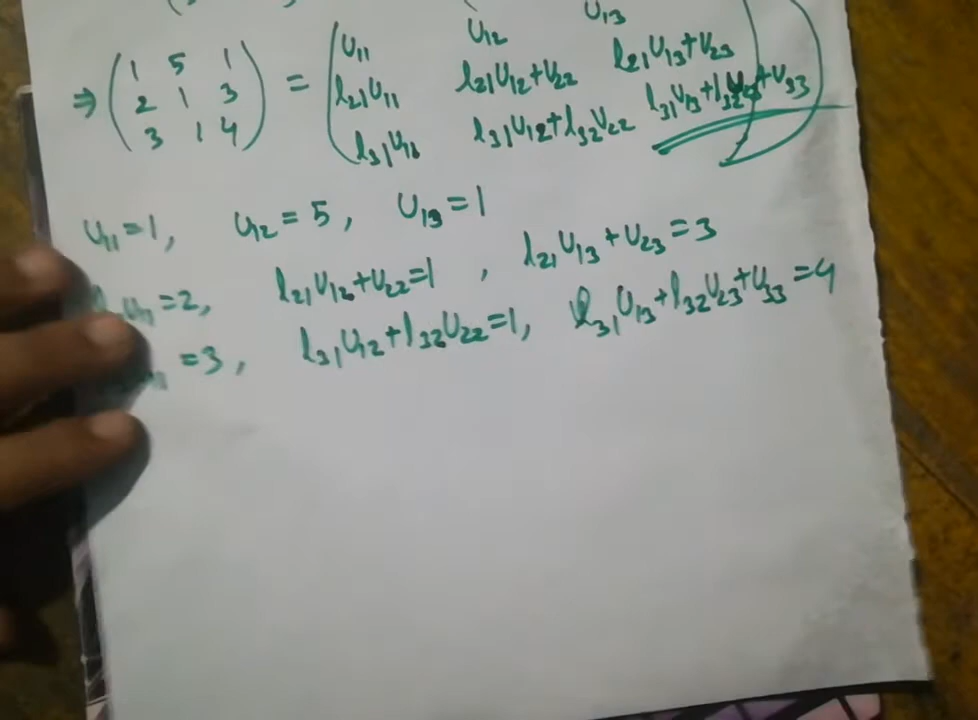 U₁₂ U₁₃
⇒ (1 5 1) = (U₁₁
(2 1 3) (l₂₁U₁₁ l₂₁U₁₂+U₂₂ l₂₁U₁₃+U₂₃)
(3 1 4) (l₃₁U₁₁ l₃₁U₁₂+l₃₂U₂₂ l₃₁U₁₃+l₃₂U₂₃+U₃₃)
U₁₁=1, U₁₂=5, U₁₃=1
U₁₁=2, l₂₁U₁₂+U₂₂=1, l₂₁U₁₃+U₂₃=3
=3, l₃₁U₁₂+l₃₂U₂₂=1, l₃₁U₁₃+l₃₂U₂₃+U₃₃=4